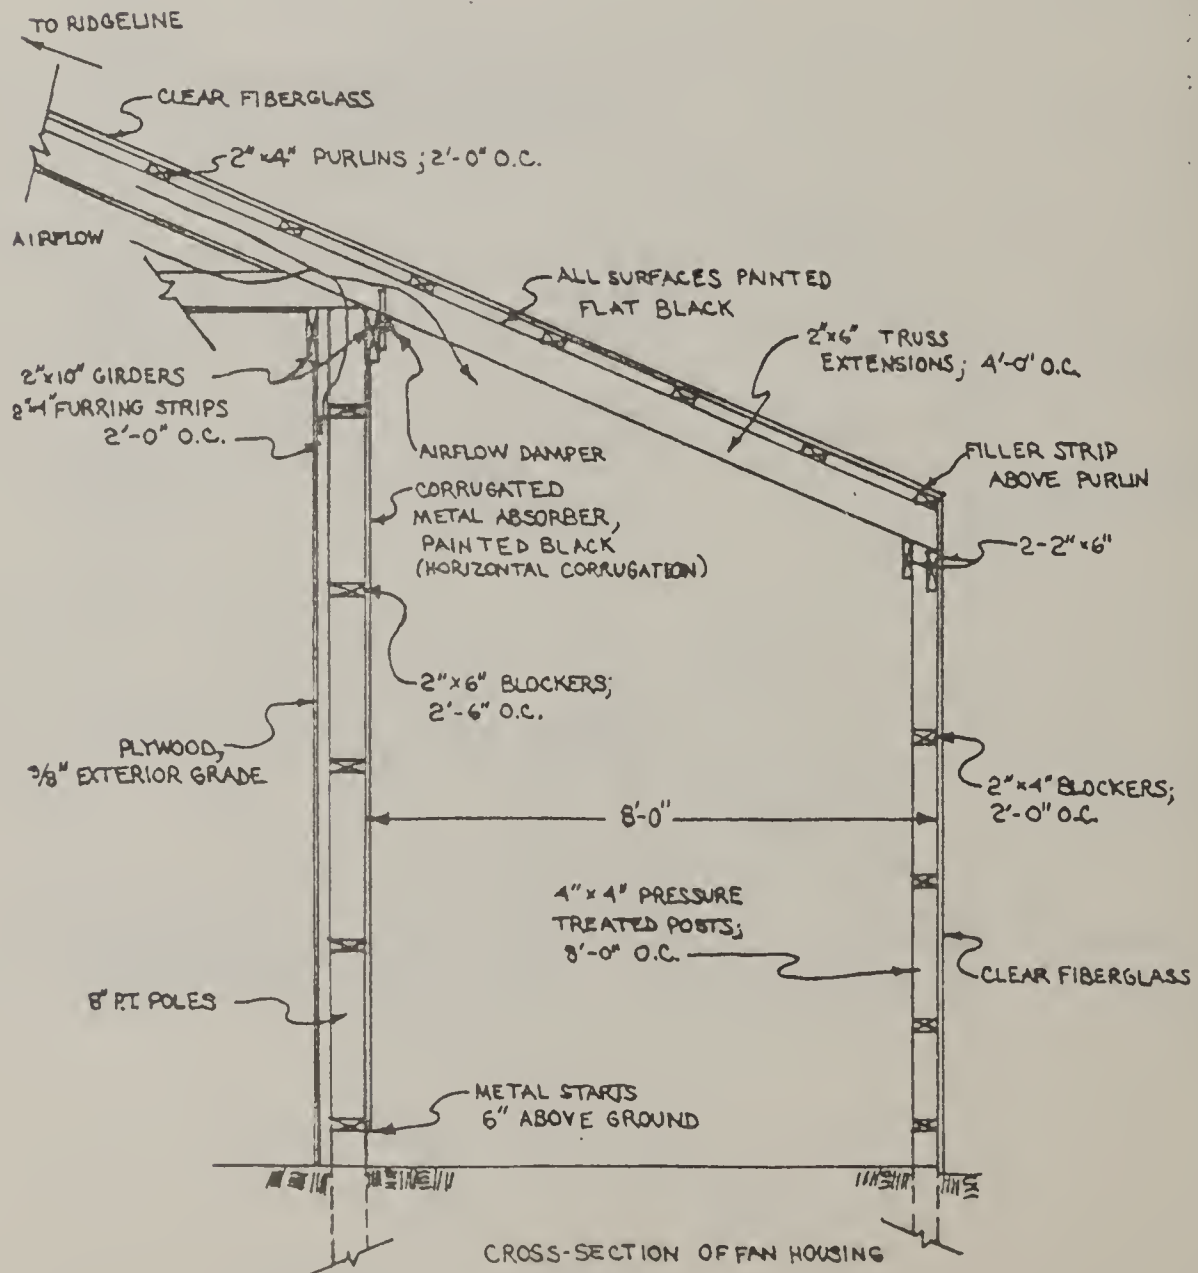 TO RIDGELINE
CLEAR FIBERGLASS
2"x4" PURLINS; 2'-0" O.C.
AIRFLOW
ALL SURFACES PAINTED
FLAT BLACK
2"x6" TRUSS
EXTENSIONS; 4'-0" O.C.
2"x10" GIRDERS
FURRING STRIPS
2'-0" O.C.
AIRFLOW DAMPER
FILLER STRIP
ABOVE PURLIN
CORRUGATED
METAL ABSORBER,
PAINTED BLACK
(HORIZONTAL CORRUGATION)
2-2"x6"
2"x6" BLOCKERS;
2'-6" O.C.
PLYWOOD,
EXTERIOR GRADE
2"x4" BLOCKERS;
2'-0" O.C.
8'-0"
4"x4" PRESSURE
TREATED POSTS;
8'-0" O.C.
CLEAR FIBERGLASS
8" P.T. POLES
METAL STARTS
6" ABOVE GROUND
CROSS-SECTION OF FAN HOUSING